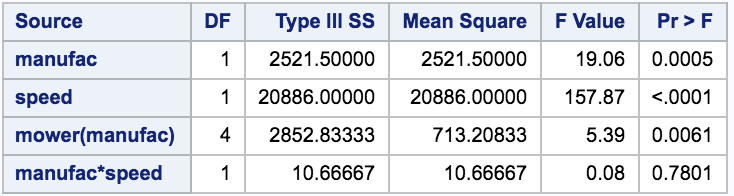 Source DF Type III SS Mean Square F Value Pr > F
manufac 1 2521.50000 2521.50000 19.06 0.0005
speed 1 20886.00000 20886.00000 157.87 <.0001
mower(manufac) 4 2852.83333 713.20833 5.39 0.0061
manufac*speed 1 10.66667 10.66667 0.08 0.7801